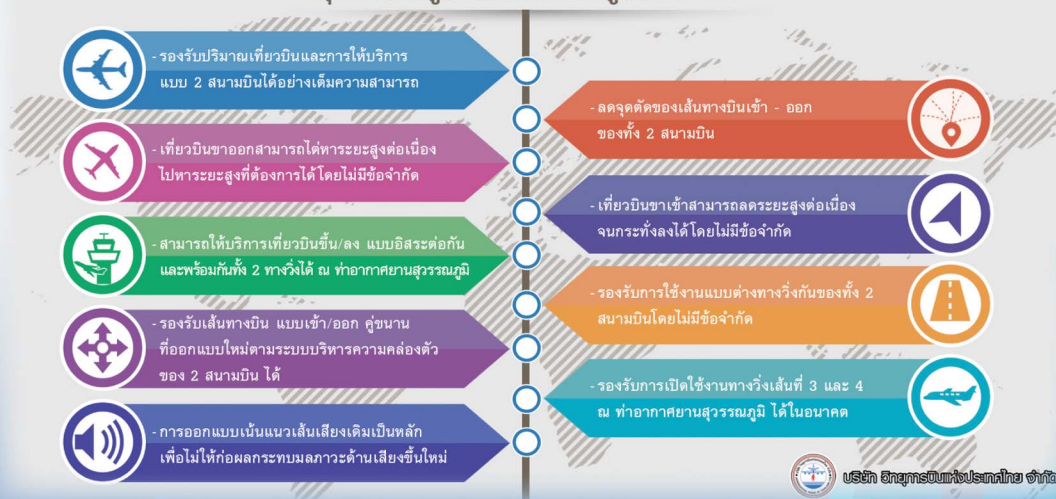 - รองรับปริมาณเที่ยวบินและการให้บริการ
แบบ 2 สนามบินได้อย่างเต็มความสามารถ
- ลดจุดตัดของเส้นทางบินเข้า - ออก
ของทั้ง 2 สนามบิน
- เที่ยวบินขาออกสามารถไต่หาระยะสูงต่อเนื่อง
ไปหาระยะสูงที่ต้องการได้โดยไม่มีข้อจำกัด
- เที่ยวบินขาเข้าสามารถลดระยะสูงต่อเนื่อง
จนกระทั่งลงได้โดยไม่มีข้อจำกัด
- สามารถให้บริการเที่ยวบินขึ้น/ลง แบบอิสระต่อกัน
และพร้อมกันทั้ง 2 ทางวิ่งได้ ณ ท่าอากาศยานสุวรรณภูมิ
- รองรับการใช้งานแบบต่างทางวิ่งกันของทั้ง 2
สนามบินโดยไม่มีข้อจำกัด
- รองรับเส้นทางบิน แบบเข้า/ออก คู่ขนาน
ที่ออกแบบใหม่ตามระบบบริหารความคล่องตัว
ของ 2 สนามบิน ได้
- รองรับการเปิดใช้งานทางวิ่งเส้นที่ 3 และ 4
ณ ท่าอากาศยานสุวรรณภูมิ ได้ในอนาคต
- การออกแบบเน้นแนวเส้นเสียงเดิมเป็นหลัก
เพื่อไม่ให้ก่อผลกระทบมลภาวะด้านเสียงขึ้นใหม่
บริษัท วิทยุการบินแห่งประเทศไทย จำกัด